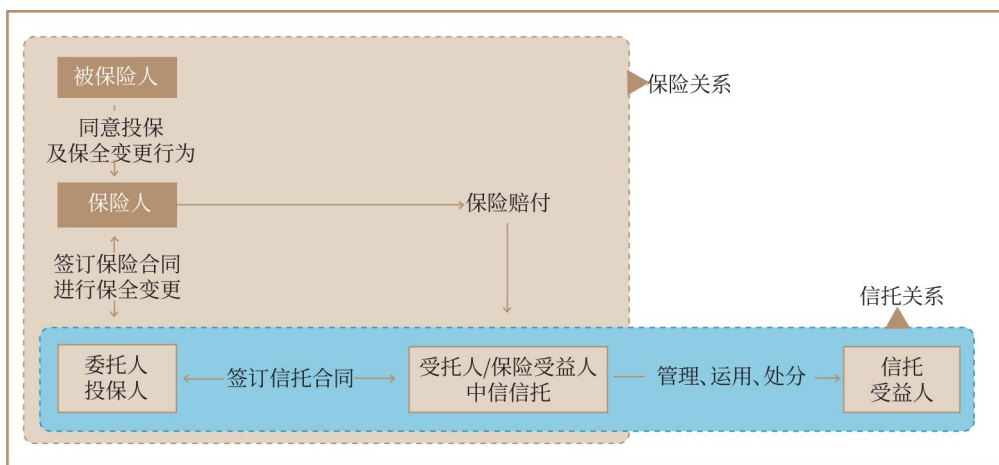 被保险人
保险关系
同意投保
及保全变更行为
保险人
保险赔付
签订保险合同
进行保全变更
信托关系
委托人
投保人
签订信托合同
受托人/保险受益人
中信信托
管理、运用、处分
信托
受益人